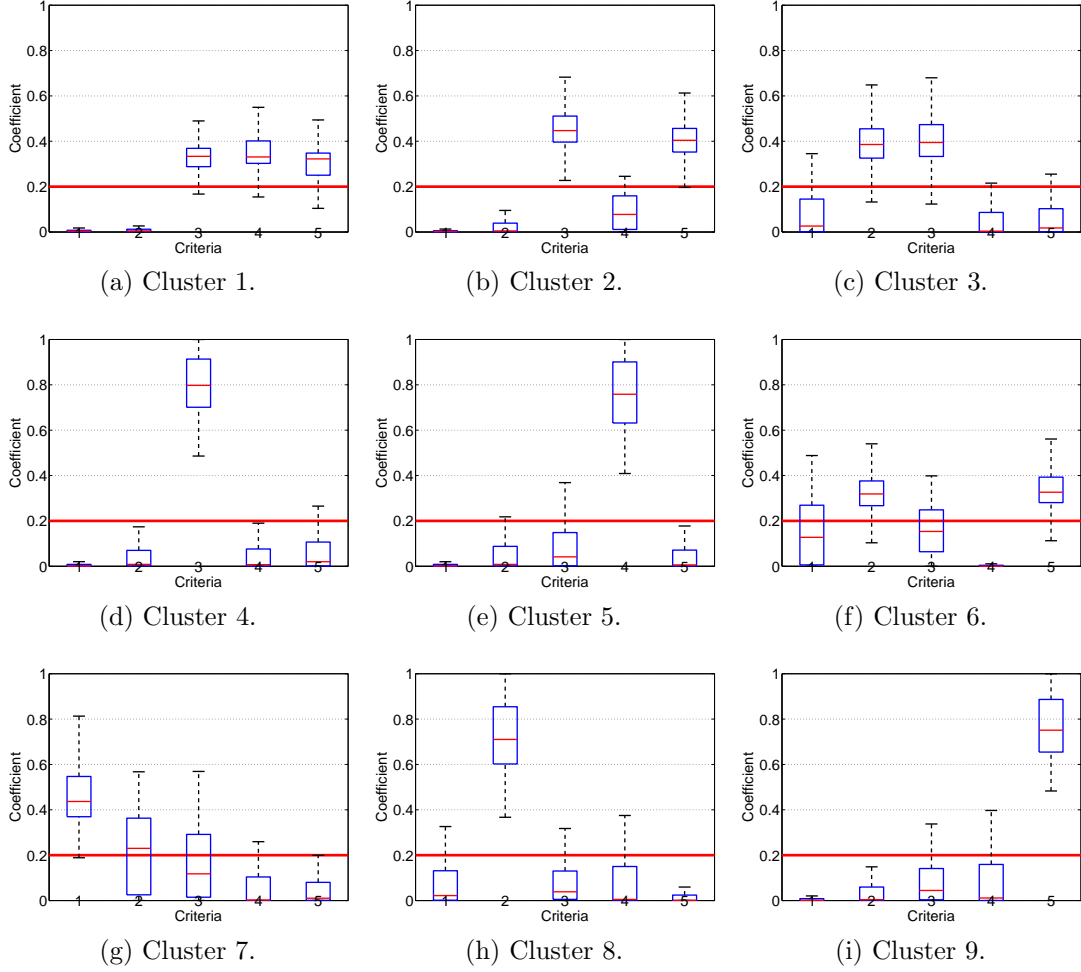 1
0.8
0.6
0.4
0.2
0
Coefficient
1 2 3 4 5
Criteria
(a) Cluster 1.
1
0.8
0.6
0.4
0.2
0
Coefficient
1 2 3 4 5
Criteria
(b) Cluster 2.
1
0.8
0.6
0.4
0.2
0
Coefficient
1 2 3 4 5
Criteria
(c) Cluster 3.
1
0.8
0.6
0.4
0.2
0
Coefficient
1 2 3 4 5
Criteria
(d) Cluster 4.
1
0.8
0.6
0.4
0.2
0
Coefficient
1 2 3 4 5
Criteria
(e) Cluster 5.
1
0.8
0.6
0.4
0.2
0
Coefficient
1 2 3 4 5
Criteria
(f) Cluster 6.
1
0.8
0.6
0.4
0.2
0
Coefficient
1 2 3 4 5
Criteria
(g) Cluster 7.
1
0.8
0.6
0.4
0.2
0
Coefficient
1 2 3 4 5
Criteria
(h) Cluster 8.
1
0.8
0.6
0.4
0.2
0
Coefficient
1 2 3 4 5
Criteria
(i) Cluster 9.